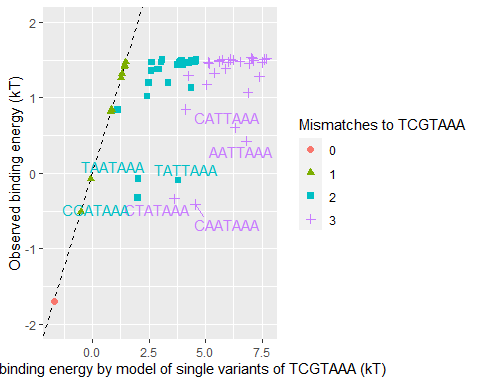 2
1
0
-1
-2
Observed binding energy (kT)
CATTAAA
AATTAAA
TAATAAA
TATTAAA
CGATAAA
CTATAAA
CAATAAA
0.0
2.5
5.0
7.5
binding energy by model of single variants of TCGTAAA (kT)
Mismatches to TCGTAAA
0
1
2
3